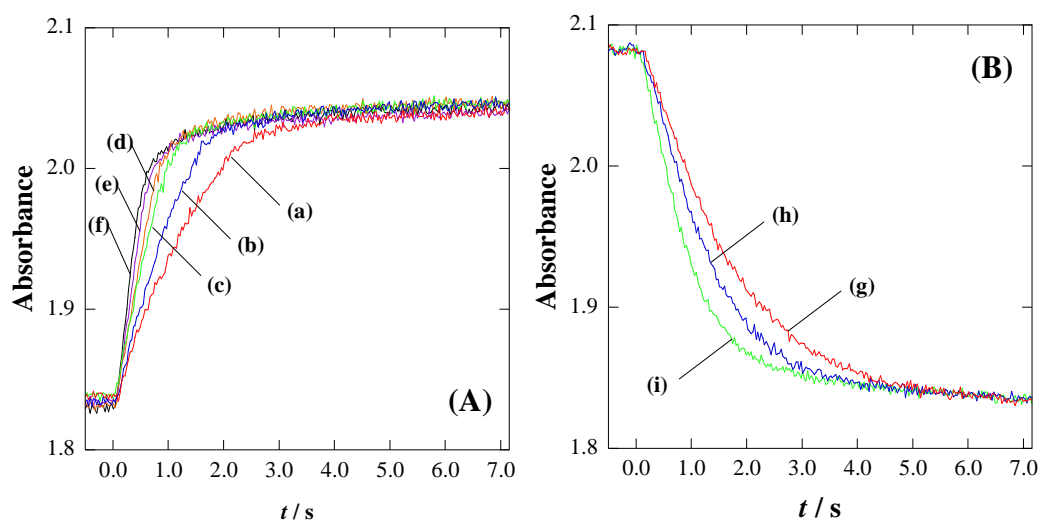 2.1
2.0
1.9
1.8
Absorbance
(A)
(d)
(e)
(f)
(a)
(b)
(c)
0.0 1.0 2.0 3.0 4.0 5.0 6.0 7.0
t / s
2.1
2.0
1.9
1.8
Absorbance
(B)
(h)
(g)
(i)
0.0 1.0 2.0 3.0 4.0 5.0 6.0 7.0
t / s